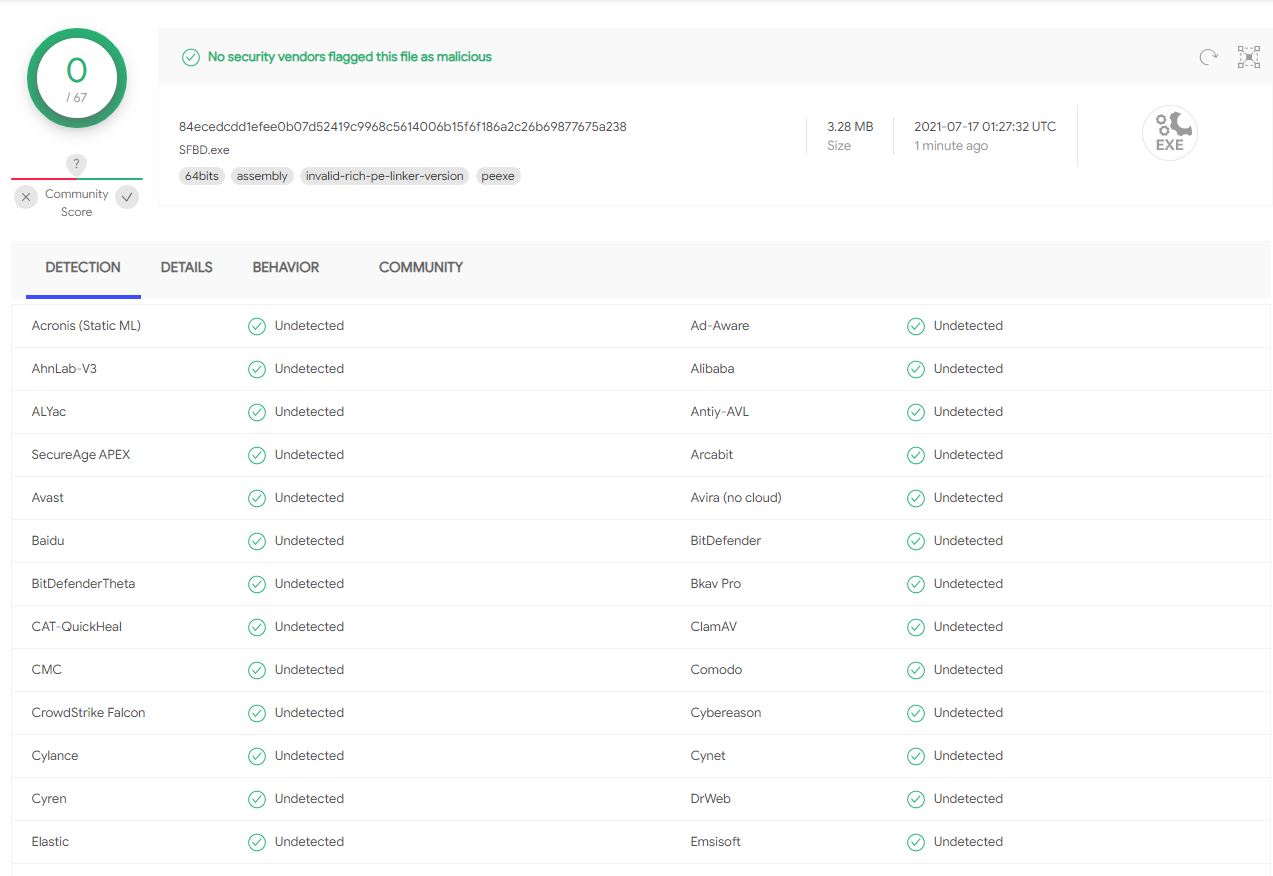 0
/ 67
?
Community
Score
No security vendors flagged this file as malicious
84ecedcdd1efee0b07d52419c9968c5614006b15f6f186a2c26b69877675a238
SFBD.exe
64bits assembly invalid-rich-pe-linker-version peexe
3.28 MB
Size
2021-07-17 01:27:32 UTC
1 minute ago
EXE
DETECTION DETAILS BEHAVIOR COMMUNITY
Acronis (Static ML) Undetected Ad-Aware Undetected
AhnLab-V3 Undetected Alibaba Undetected
ALYac Undetected Antiy-AVL Undetected
SecureAge APEX Undetected Arcabit Undetected
Avast Undetected Avira (no cloud) Undetected
Baidu Undetected BitDefender Undetected
BitDefenderTheta Undetected Bkav Pro Undetected
CAT-QuickHeal Undetected ClamAV Undetected
CMC Undetected Comodo Undetected
CrowdStrike Falcon Undetected Cybereason Undetected
Cylance Undetected Cynet Undetected
Cyren Undetected DrWeb Undetected
Elastic Undetected Emsisoft Undetected